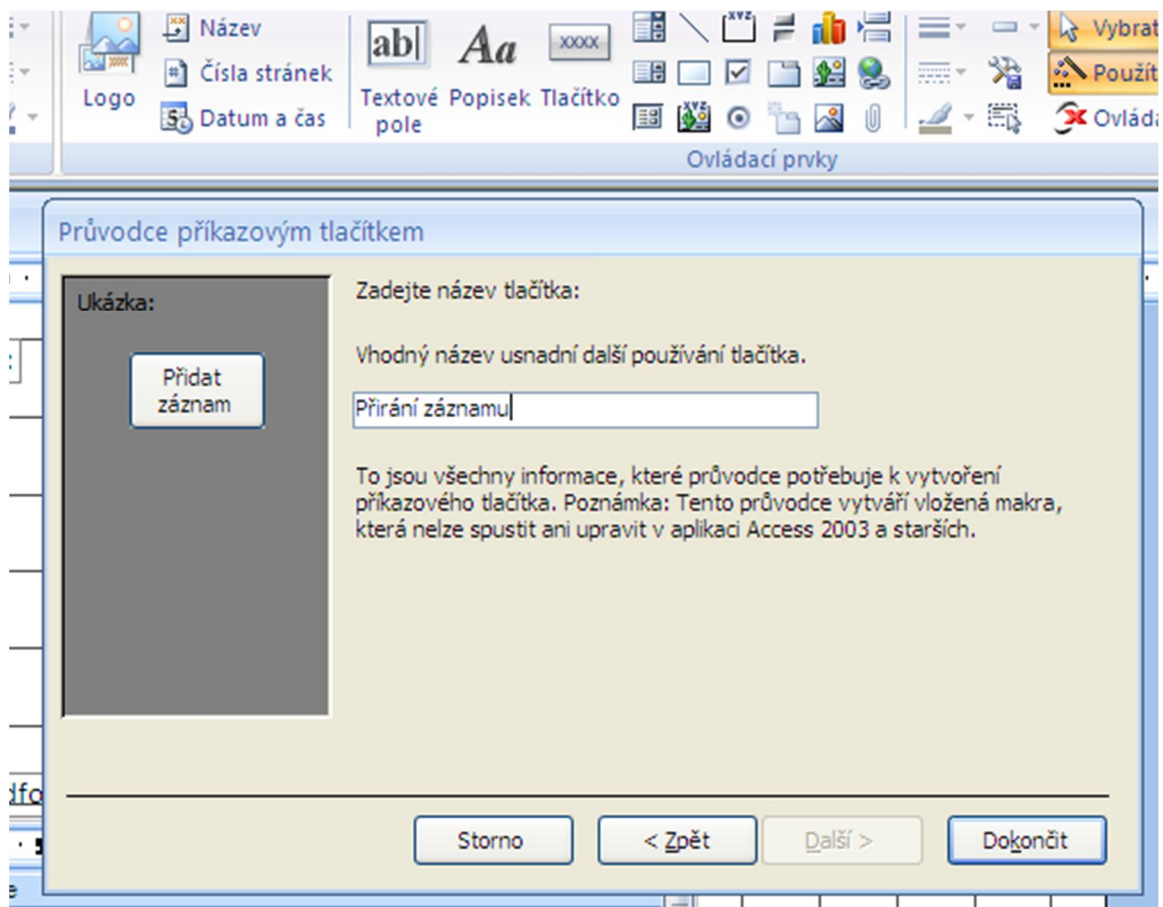 Název
Čísla stránek
Datum a čas
Logo
ab|
Aa
xxxx
Textové pole
Popisek
Tlačítko
Vybrat
Použít
Ovládací prvky
Průvodce příkazovým tlačítkem
Ukázka:
Přidat
záznam
Zadejte název tlačítka:
Vhodný název usnadní další používání tlačítka.
Přirání záznamu
To jsou všechny informace, které průvodce potřebuje k vytvoření
příkazového tlačítka. Poznámka: Tento průvodce vytváří vložená makra,
která nelze spustit ani upravit v aplikaci Access 2003 a starších.
Storno
< Zpět
Další >
Dokončit